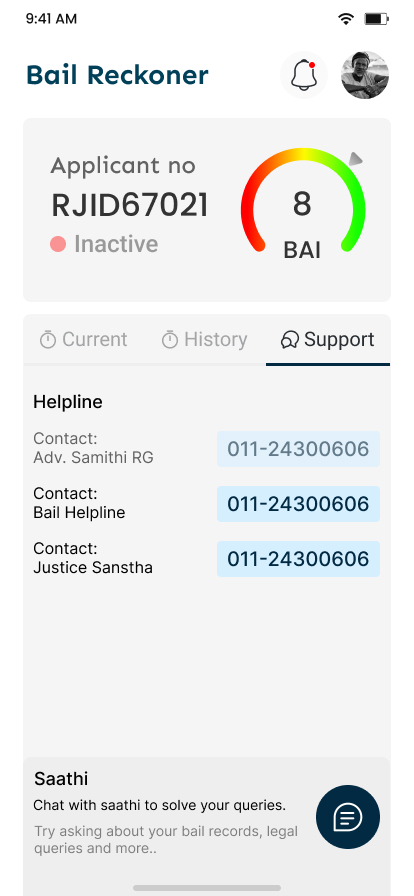 9:41 AM
Bail Reckoner
Applicant no
RJID67021
Inactive
8
BAI
Current
History
Support
Helpline
Contact:
Adv. Samithi RG
011-24300606
Contact:
Bail Helpline
011-24300606
Contact:
Justice Sanstha
011-24300606
Saathi
Chat with saathi to solve your queries.
Try asking about your bail records, legal
queries and more..